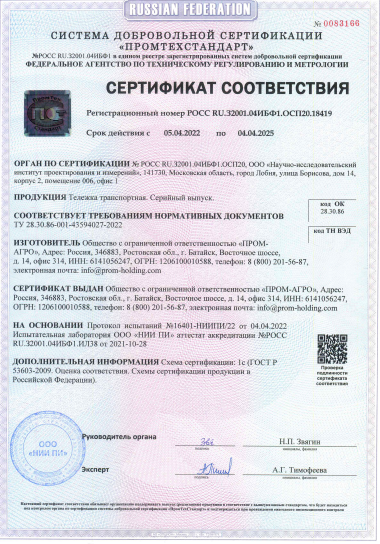 RUSSIAN FEDERATION
№ 0083166
СИСТЕМА ДОБРОВОЛЬНОЙ СЕРТИФИКАЦИИ
«ПРОМТЕХСТАНДАРТ»
№РОСС RU.32001.04ИБФ1 в едином реестре зарегистрированных систем добровольной сертификации
ФЕДЕРАЛЬНОЕ АГЕНТСТВО ПО ТЕХНИЧЕСКОМУ РЕГУЛИРОВАНИЮ И МЕТРОЛОГИИ
СЕРТИФИКАТ СООТВЕТСТВИЯ
Регистрационный номер РОСС RU.32001.04ИБФ1.ОСП20.18419
Срок действия с 05.04.2022 по 04.04.2025
ОРГАН ПО СЕРТИФИКАЦИИ № РОСС RU.32001.04ИБФ1.ОСП20, ООО «Научно-исследовательский
институт проектирования и измерений», 141730, Московская область, город Лобня, улица Борисова, дом 14,
корпус 2, помещение 006, офис 1
ПРОДУКЦИЯ Тележка транспортная. Серийный выпуск.
код ОК
28.30.86
СООТВЕТСТВУЕТ ТРЕБОВАНИЯМ НОРМАТИВНЫХ ДОКУМЕНТОВ
ТУ 28.30.86-001-43594027-2022
код ТН ВЭД
ИЗГОТОВИТЕЛЬ Общество с ограниченной ответственностью «ПРОМ-
АГРО», Адрес: Россия, 346883, Ростовская обл., г. Батайск, Восточное шоссе,
д. 14, офис 314, ИНН: 6141056247, ОГРН: 1206100010588, телефон: 8 (800) 201-56-87,
электронная почта: info@prom-holding.com
СЕРТИФИКАТ ВЫДАН Общество с ограниченной ответственностью «ПРОМ-АГРО», Адрес:
Россия, 346883, Ростовская обл., г. Батайск, Восточное шоссе, д. 14, офис 314, ИНН: 6141056247,
ОГРН: 1206100010588, телефон: 8 (800) 201-56-87, электронная почта: info@prom-holding.com
НА ОСНОВАНИИ Протокол испытаний №16401-НИИПИ/22 от 04.04.2022
Испытательная лаборатория ООО «НИИ ПИ» аттестат аккредитации №РОСС
RU.32001.04ИБФ1.ИЛ38 от 2021-10-28
ДОПОЛНИТЕЛЬНАЯ ИНФОРМАЦИЯ Схема сертификации: 1с (ГОСТ Р
53603-2009. Оценка соответствия. Схемы сертификации продукции в
Российской Федерации).
Проверка
подлинности
сертификата
соответствия
Руководитель органа
подпись
Н.П. Звягин
инициалы, фамилия
ООО
«НИИ ПИ»
Эксперт
подпись
А.Г. Тимофеева
инициалы, фамилия